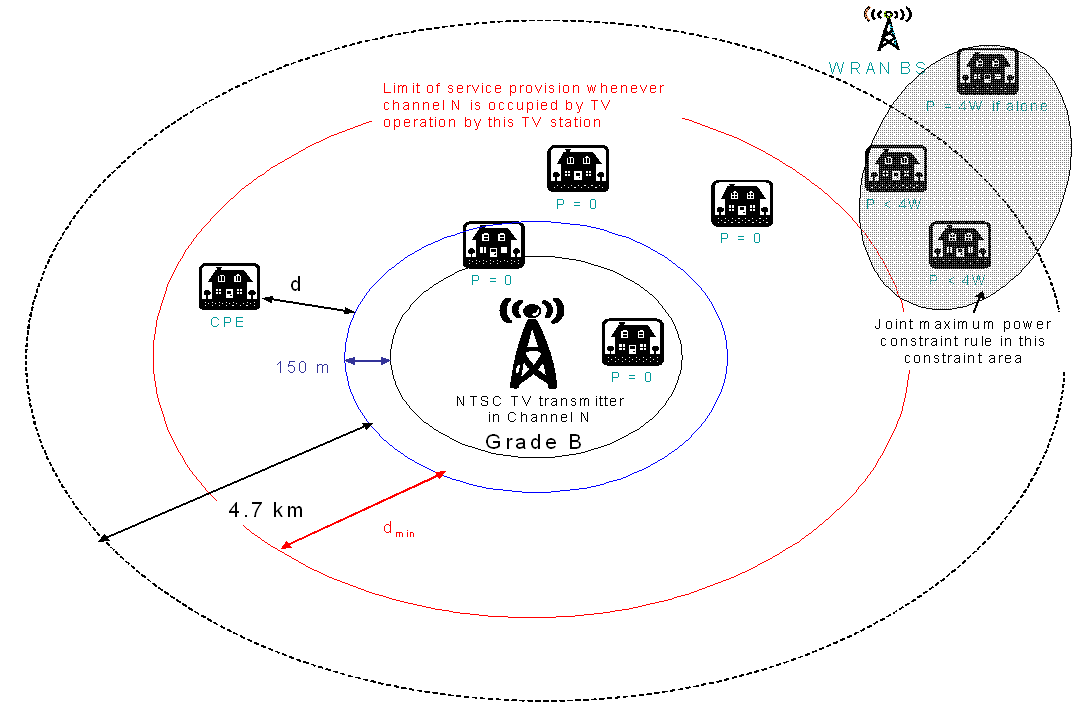 WRAN BS
Limit of service provision whenever
channel N is occupied by TV
operation by this TV station
P = 4W if alone
P = 0
P < 4W
P = 0
P = 0
P < 4W
d
CPE
Joint maximum power
constraint rule in this
constraint area
150 m
P = 0
NTSC TV transmitter
in Channel N
Grade B
4.7 km
dmin